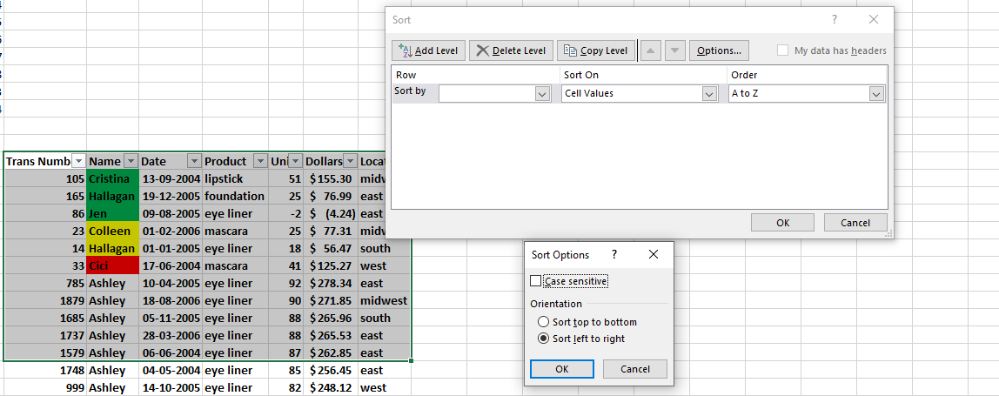 Sort ? ×
Add Level Delete Level Copy Level Options... My data has headers
Row Sort On Order
Sort by Cell Values A to Z
OK Cancel
Trans Numb Name Date Product Uni Dollars Locat
105 Cristina 13-09-2004 lipstick 51 $155.30 midw
165 Hallagan 19-12-2005 foundation 25 $ 76.99 east
86 Jen 09-08-2005 eye liner -2 $ (4.24) east
23 Colleen 01-02-2006 mascara 25 $ 77.31 midw
14 Hallagan 01-01-2005 eye liner 18 $ 56.47 south
33 Cici 17-06-2004 mascara 41 $125.27 west
785 Ashley 10-04-2005 eye liner 92 $278.34 east
1879 Ashley 18-08-2006 eye liner 90 $271.85 midwest
1685 Ashley 05-11-2005 eye liner 88 $265.96 south
1737 Ashley 28-03-2006 eye liner 88 $265.53 east
1579 Ashley 06-06-2004 eye liner 87 $262.85 east
1748 Ashley 04-05-2004 eye liner 85 $256.45 east
999 Ashley 14-10-2005 eye liner 82 $248.12 west
Sort Options ? ×
Case sensitive
Orientation
Sort top to bottom
Sort left to right
OK Cancel